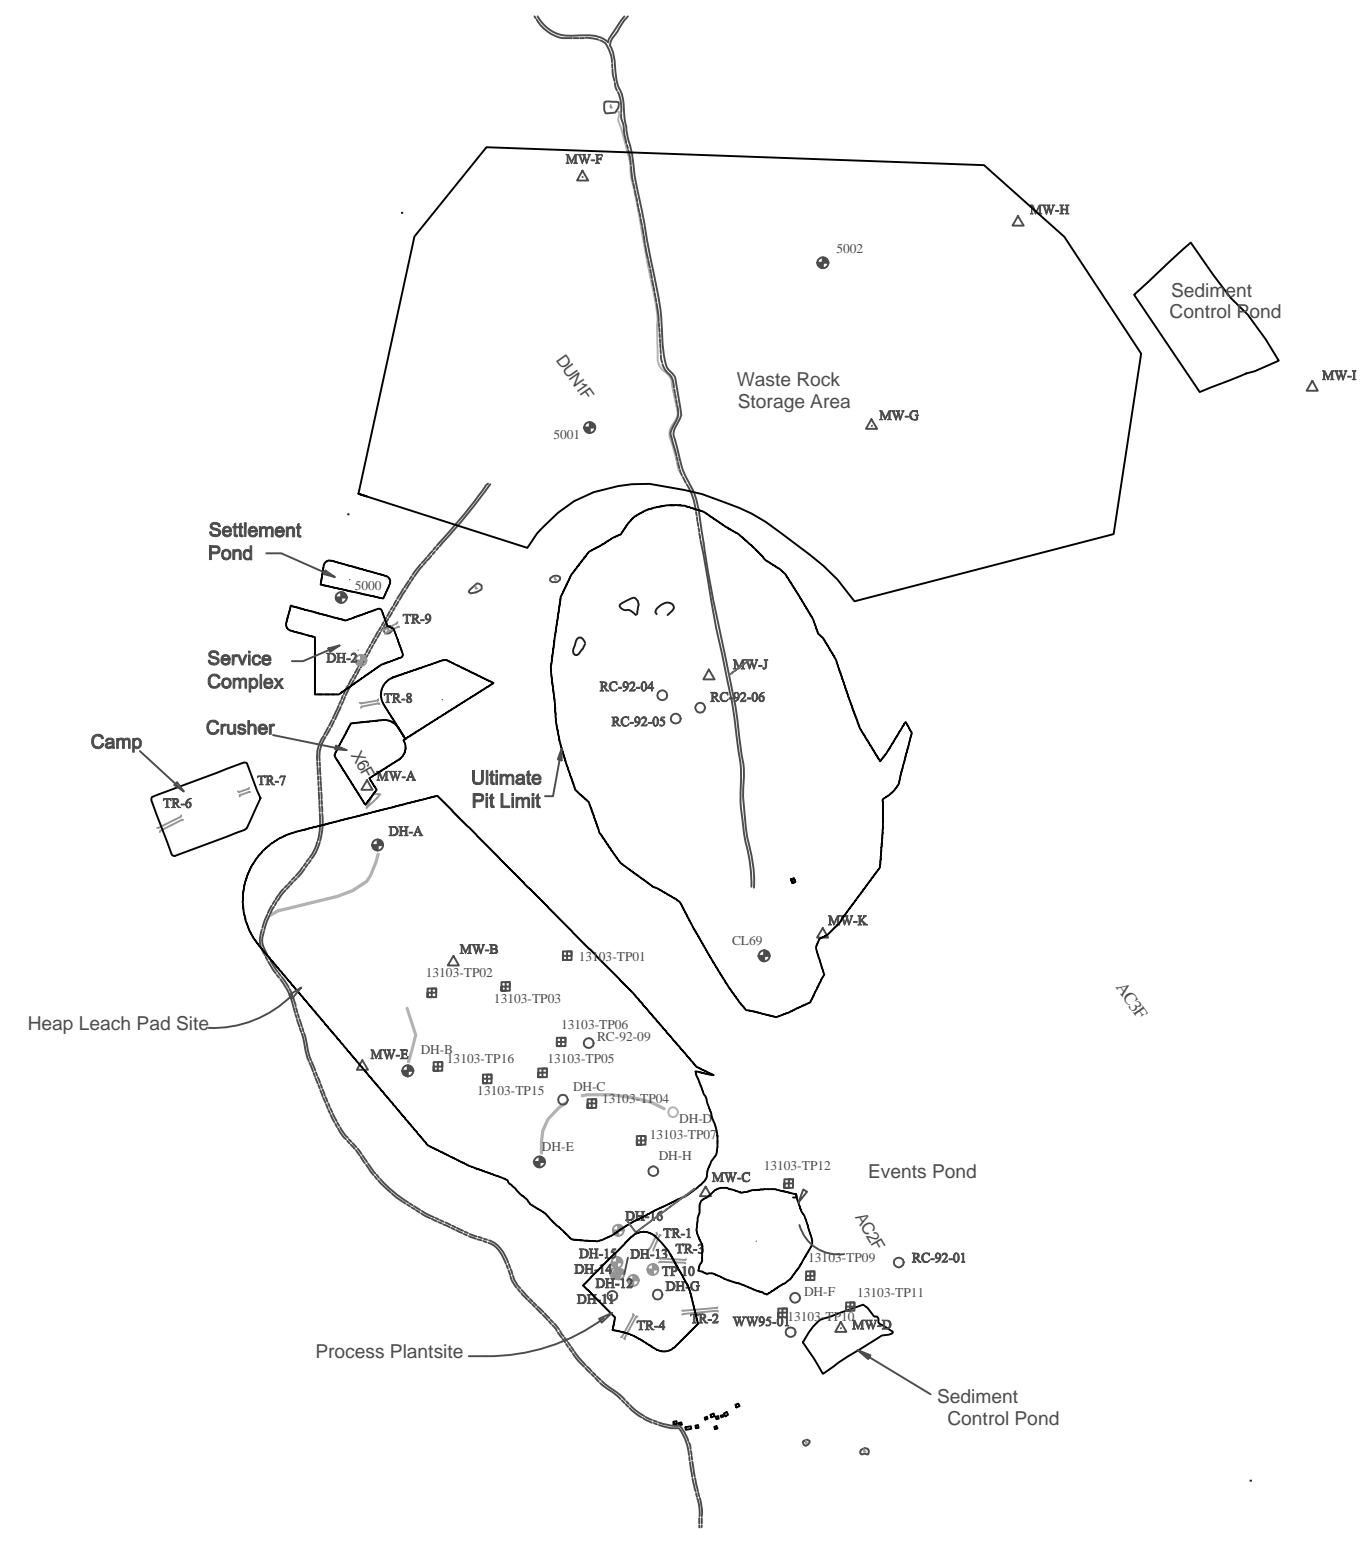 MW-F
MW-H
5002
Sediment
Control Pond
DUN1F
Waste Rock
Storage Area
MW-I
MW-G
5001
Settlement
Pond
5000
TR-9
Service
Complex
DH-2
MW-J
RC-92-04
RC-92-06
RC-92-05
TR-8
Crusher
Camp
X6F
MW-A
TR-7
TR-6
Ultimate
Pit Limit
DH-A
MW-K
CL69
MW-B
13103-TP01
13103-TP02
13103-TP03
AC3F
Heap Leach Pad Site
13103-TP06
RC-92-09
MW-E
DH-B
13103-TP16
13103-TP05
13103-TP15
DH-C
13103-TP04
DH-D
13103-TP07
DH-E
DH-H
MW-C
13103-TP12
Events Pond
DH-16
TR-1
AC2F
DH-15
DH-13
TR-3
13103-TP09
RC-92-01
DH-14
TP10
DH-12
DH-G
DH-11
DH-F
13103-TP11
TR-2
WW95-01
13103-TP10
TR-4
MW-D
Process Plantsite
Sediment
Control Pond